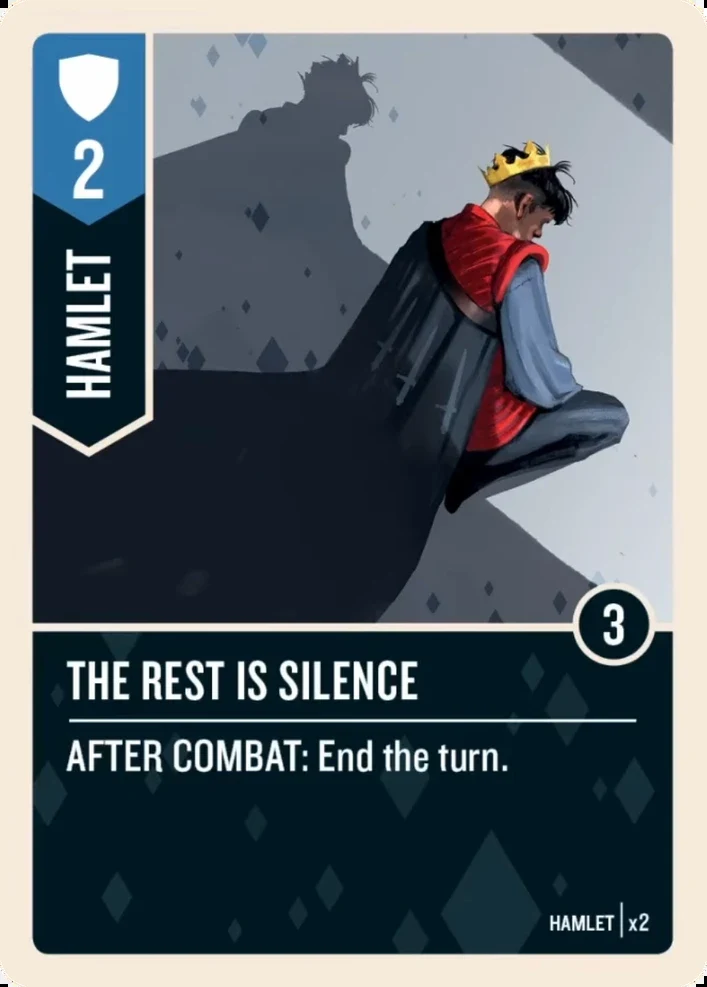 2
HAMLET
3
THE REST IS SILENCE
AFTER COMBAT: End the turn.
HAMLET | x2